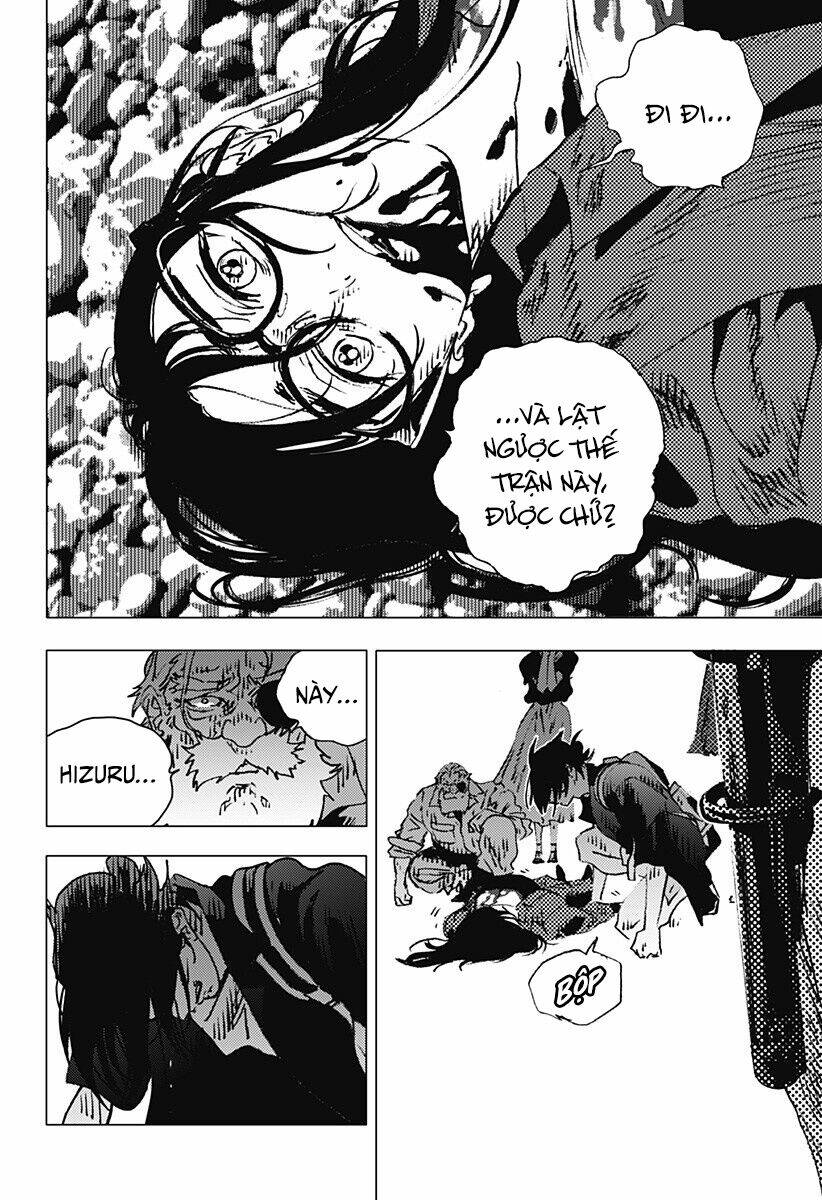 ĐI ĐI...
...VÀ LẬT
NGƯỢC THẾ
TRẬN NÀY,
ĐƯỢC CHỨ?
BỘP
NÀY...
HIZURU...